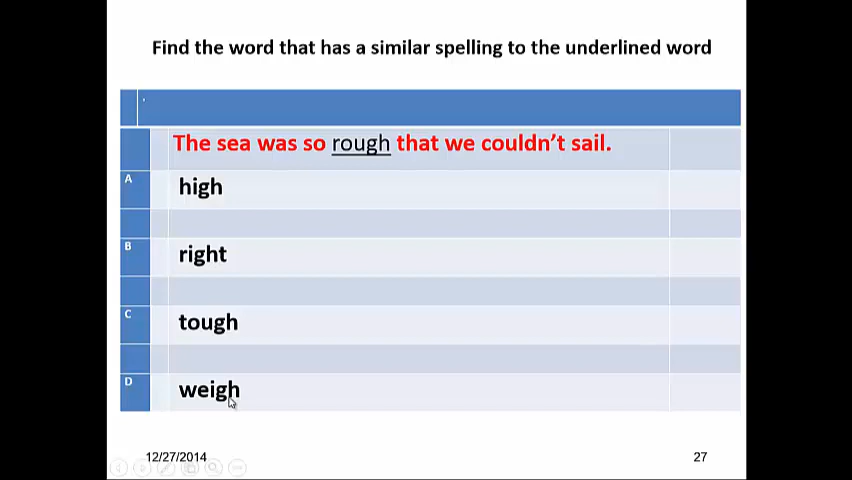 Find the word that has a similar spelling to the underlined word
The sea was so rough that we couldn't sail.
A
high
B
right
C
tough
D
weigh
12/27/2014
27